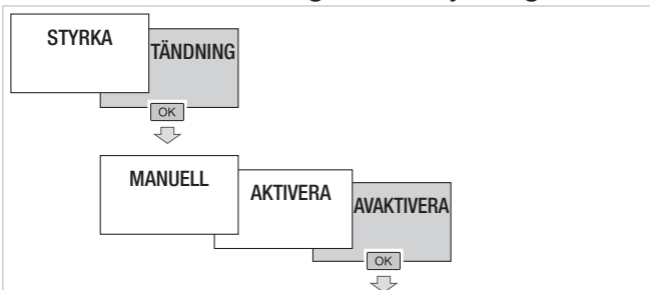 STYRKA
TÄNDNING
OK
MANUELL
AKTIVERA
AVAKTIVERA
OK